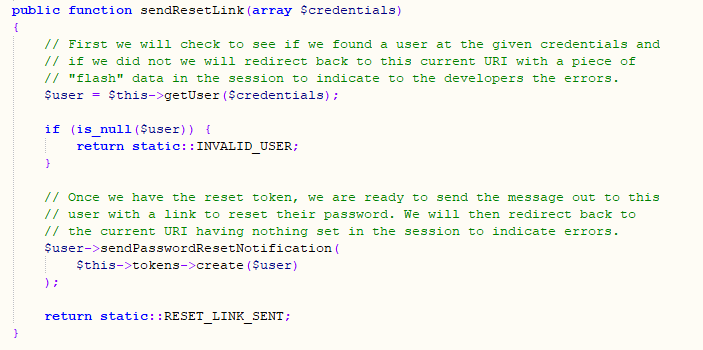 public function sendResetLink(array $credentials)
{
    // First we will check to see if we found a user at the given credentials and
    // if we did not we will redirect back to this current URI with a piece of
    // "flash" data in the session to indicate to the developers the errors.
    $user = $this->getUser($credentials);

    if (is_null($user)) {
        return static::INVALID_USER;
    }

    // Once we have the reset token, we are ready to send the message out to this
    // user with a link to reset their password. We will then redirect back to
    // the current URI having nothing set in the session to indicate errors.
    $user->sendPasswordResetNotification(
        $this->tokens->create($user)
    );

    return static::RESET_LINK_SENT;
}